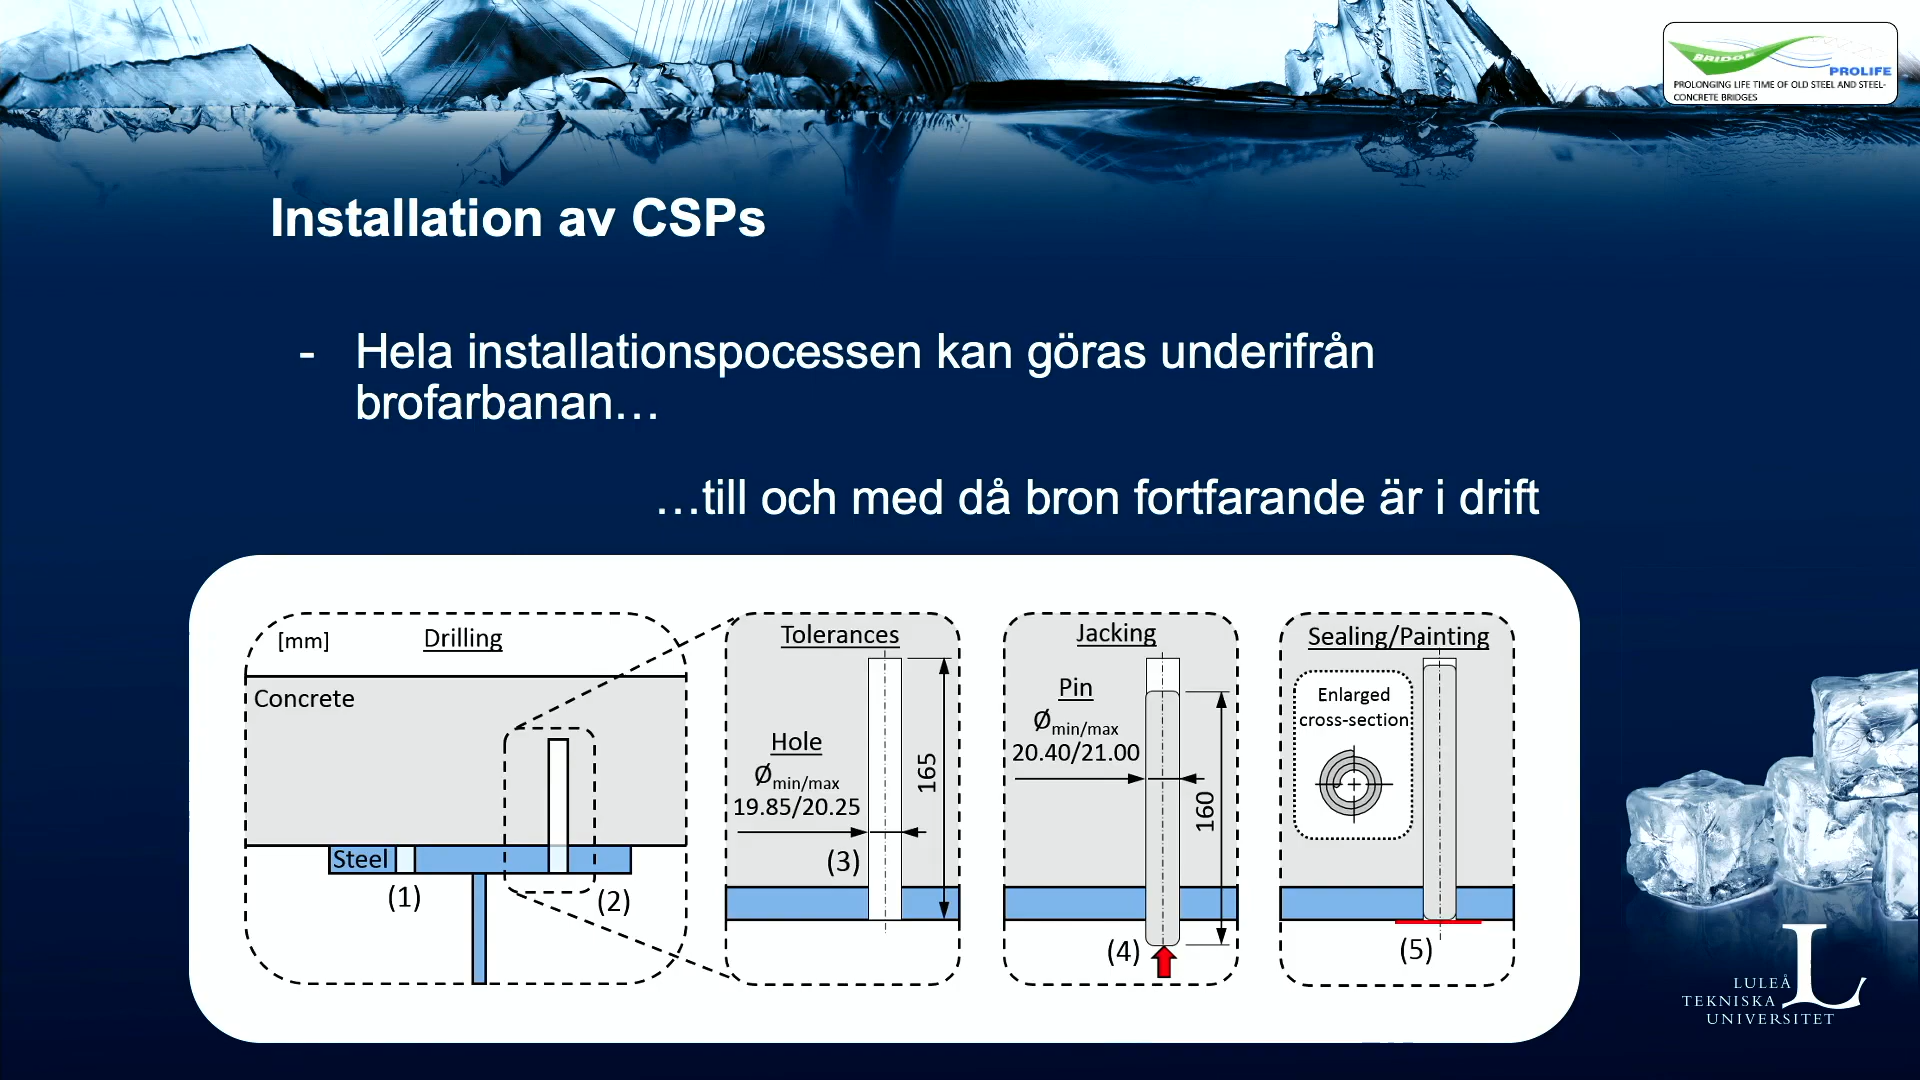 BRIDGE
PROLIFE
PROLONGING LIFE TIME OF OLD STEEL AND STEEL-
CONCRETE BRIDGES
Installation av CSPs
- Hela installationspocessen kan göras underifrån
brofarbanan…
…till och med då bron fortfarande är i drift
[mm]
Drilling
Concrete
Steel
(1)
(2)
Tolerances
Hole
Ømin/max
19.85/20.25
165
(3)
Jacking
Pin
Ømin/max
20.40/21.00
160
(4)
Sealing/Painting
Enlarged
cross-section
(5)
LULEÅ
TEKNISKA
UNIVERSITET
L